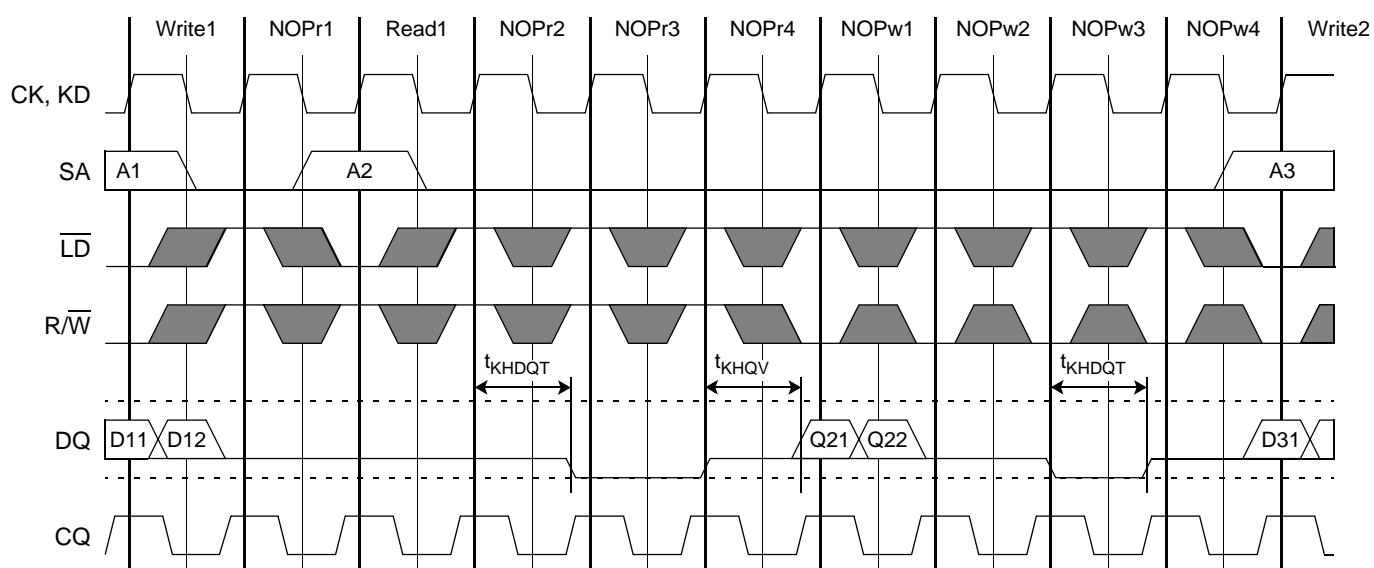 Write1 NOPr1 Read1 NOPr2 NOPr3 NOPr4 NOPw1 NOPw2 NOPw3 NOPw4 Write2
CK, KD
SA A1 A2 A3
L̅D̅
R/W̅
tKHDQT tKHQV tKHDQT
DQ D11 D12 Q21 Q22 D31
CQ